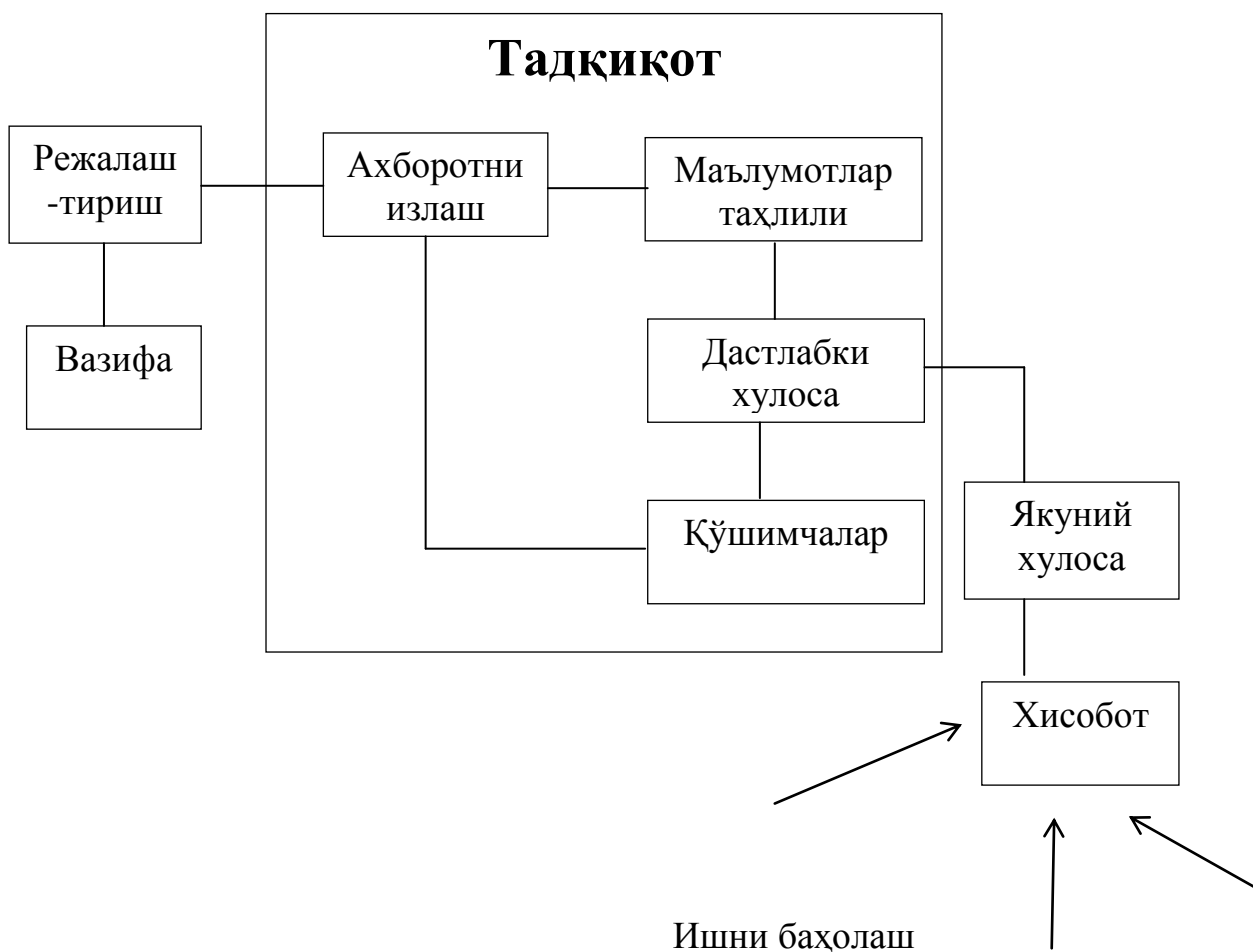 Тадқиқот
Режалаш
-тириш
Ахборотни
излаш
Маълумотлар
таҳлили
Вазифа
Дастлабки
хулоса
Қўшимчалар
Якуний
хулоса
Хисобот
Ишни баҳолаш